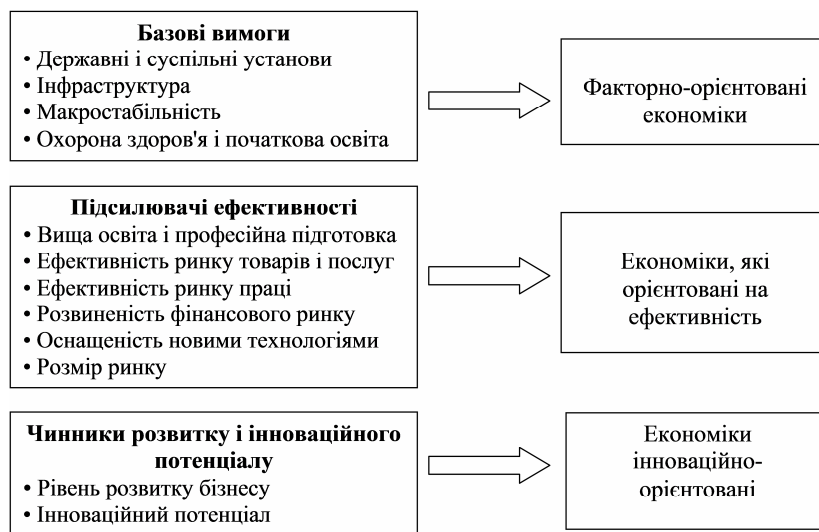 Базові вимоги
• Державні і суспільні установи
• Інфраструктура
• Макростабільність
• Охорона здоров'я і початкова освіта
Факторно-орієнтовані
економіки
Підсилювачі ефективності
• Вища освіта і професійна підготовка
• Ефективність ринку товарів і послуг
• Ефективність ринку праці
• Розвиненість фінансового ринку
• Оснащеність новими технологіями
• Розмір ринку
Економіки, які
орієнтовані на
ефективність
Чинники розвитку і інноваційного
потенціалу
• Рівень розвитку бізнесу
• Інноваційний потенціал
Економіки
інноваційно-
орієнтовані